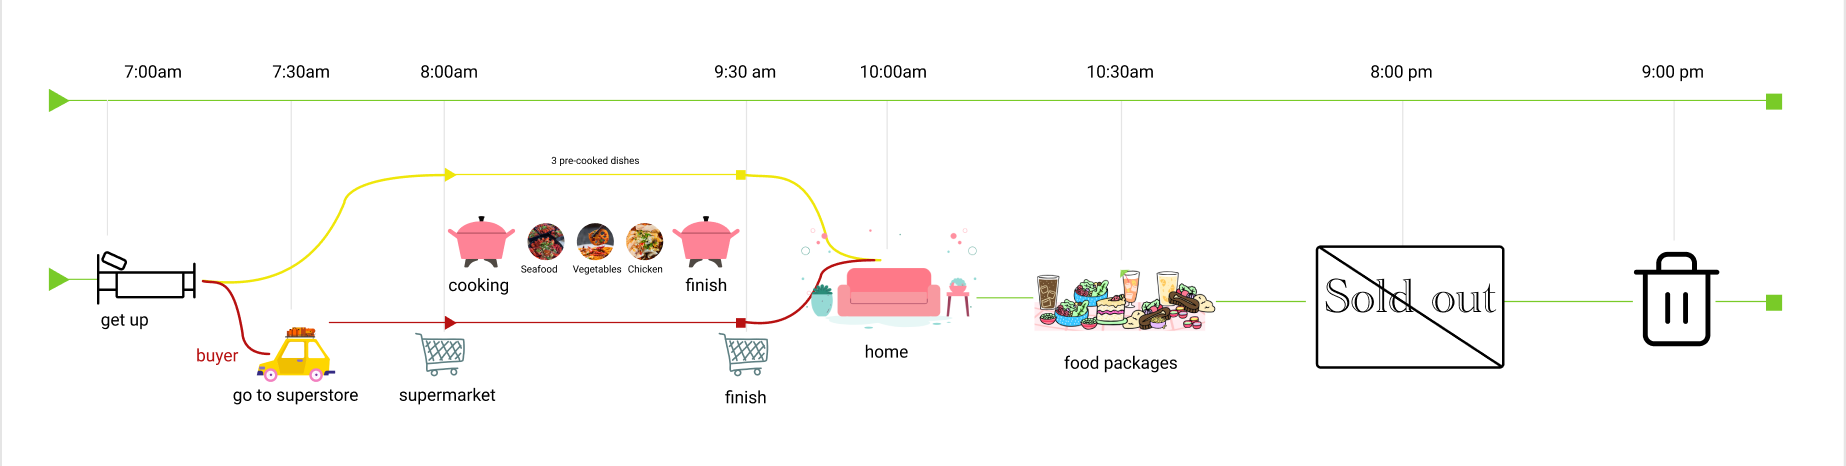 7:00am
7:30am
8:00am
9:30 am
10:00am
10:30am
8:00 pm
9:00 pm
3 pre-cooked dishes
Seafood
Vegetables
Chicken
cooking
finish
get up
buyer
go to superstore
supermarket
finish
home
food packages
Sold out